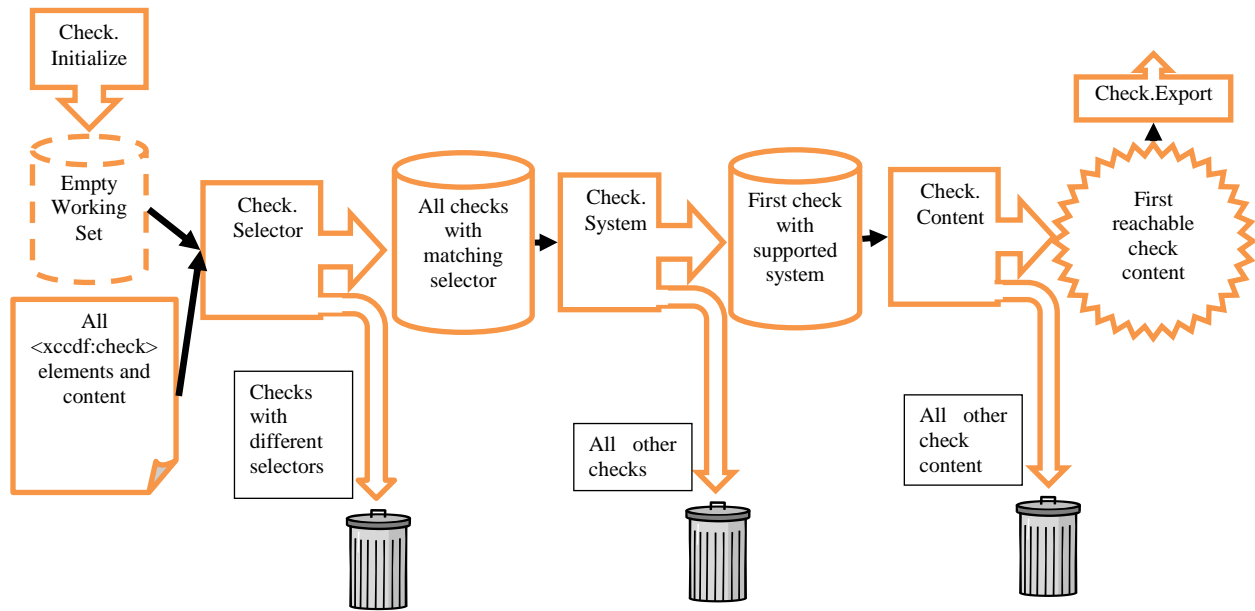 Check.
Initialize
Empty
Working
Set
All
<xccdf:check>
elements and
content
Check.
Selector
Checks
with
different
selectors
All checks
with
matching
selector
Check.
System
All other
checks
First check
with
supported
system
Check.
Content
All other
check
content
First
reachable
check
content
Check.Export